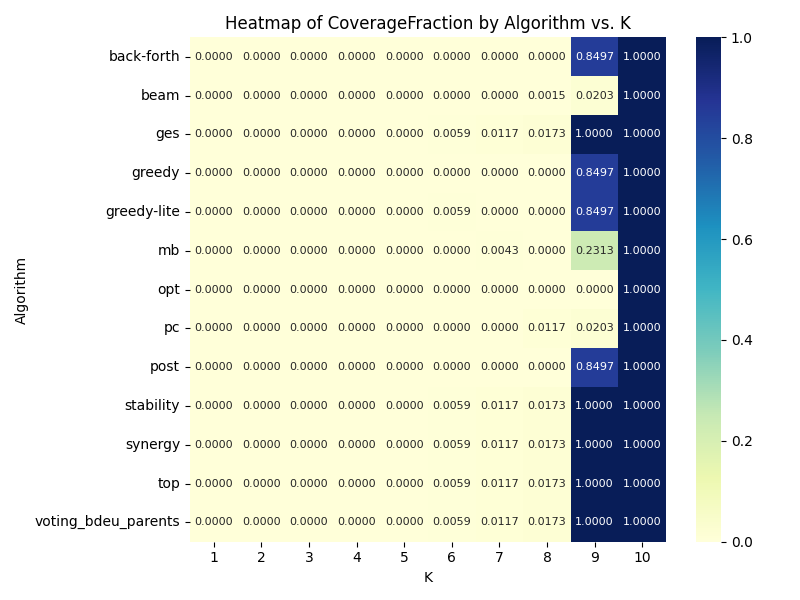 Heatmap of CoverageFraction by Algorithm vs. K
back-forth 0.0000 0.0000 0.0000 0.0000 0.0000 0.0000 0.0000 0.0000 0.8497 1.0000
beam 0.0000 0.0000 0.0000 0.0000 0.0000 0.0000 0.0000 0.0015 0.0203 1.0000
ges 0.0000 0.0000 0.0000 0.0000 0.0000 0.0059 0.0117 0.0173 1.0000 1.0000
greedy 0.0000 0.0000 0.0000 0.0000 0.0000 0.0000 0.0000 0.0000 0.8497 1.0000
greedy-lite 0.0000 0.0000 0.0000 0.0000 0.0000 0.0059 0.0000 0.0000 0.8497 1.0000
mb 0.0000 0.0000 0.0000 0.0000 0.0000 0.0000 0.0043 0.0000 0.2313 1.0000
opt 0.0000 0.0000 0.0000 0.0000 0.0000 0.0000 0.0000 0.0000 0.0000 1.0000
pc 0.0000 0.0000 0.0000 0.0000 0.0000 0.0000 0.0000 0.0117 0.0203 1.0000
post 0.0000 0.0000 0.0000 0.0000 0.0000 0.0000 0.0000 0.0000 0.8497 1.0000
stability 0.0000 0.0000 0.0000 0.0000 0.0000 0.0059 0.0117 0.0173 1.0000 1.0000
synergy 0.0000 0.0000 0.0000 0.0000 0.0000 0.0059 0.0117 0.0173 1.0000 1.0000
top 0.0000 0.0000 0.0000 0.0000 0.0000 0.0059 0.0117 0.0173 1.0000 1.0000
voting_bdeu_parents 0.0000 0.0000 0.0000 0.0000 0.0000 0.0059 0.0117 0.0173 1.0000 1.0000
1 2 3 4 5 6 7 8 9 10
K
Algorithm
1.0
0.8
0.6
0.4
0.2
0.0